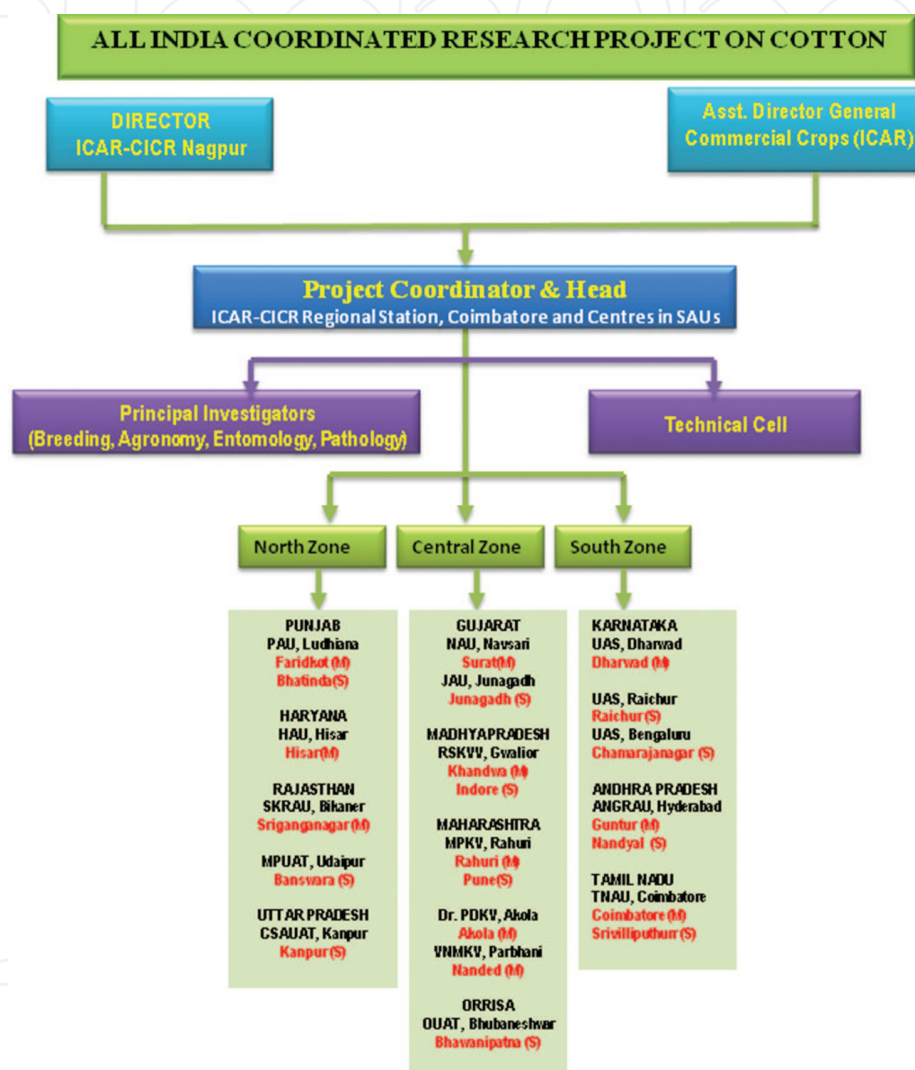 ALL INDIA COORDINATED RESEARCH PROJECT ON COTTON
DIRECTOR
ICAR-CICR Nagpur
Asst. Director General
Commercial Crops (ICAR)
Project Coordinator & Head
ICAR-CICR Regional Station, Coimbatore and Centres in SAUs
Principal Investigators
(Breeding, Agronomy, Entomology, Pathology)
Technical Cell
North Zone
PUNJAB
PAU, Ludhiana
Faridkot (M)
Bhatinda(S)
HARYANA
HAU, Hisar
Hisar(M)
RAJASTHAN
SKRAU, Bikaner
Sriganganagar (M)
MPUAT, Udaipur
Banswara (S)
UTTAR PRADESH
CSAUAT, Kanpur
Kanpur (S)
Central Zone
GUJARAT
NAU, Navsari
Surat(M)
JAU, Junagadh
Junagadh (S)
MADHYAPRADESH
RSKVV, Gwalior
Khandwa (M)
Indore (S)
MAHARASHTRA
MPKV, Rahuri
Rahuri (M)
Pune(S)
Dr. PDKV, Akola
Akola (M)
VNMKV, Parbhani
Nanded (M)
ORRISA
OUAT, Bhubaneshwar
Bhawanipatna (S)
South Zone
KARNATAKA
UAS, Dharwad
Dharwad (M)
UAS, Raichur
Raichur (S)
UAS, Bengaluru
Chamarajanagar (S)
ANDHRA PRADESH
ANGRAU, Hyderabad
Guntur (M)
Nandyal (S)
TAMIL NADU
TNAU, Coimbatore
Coimbatore (M)
Srivilliputhurr (S)